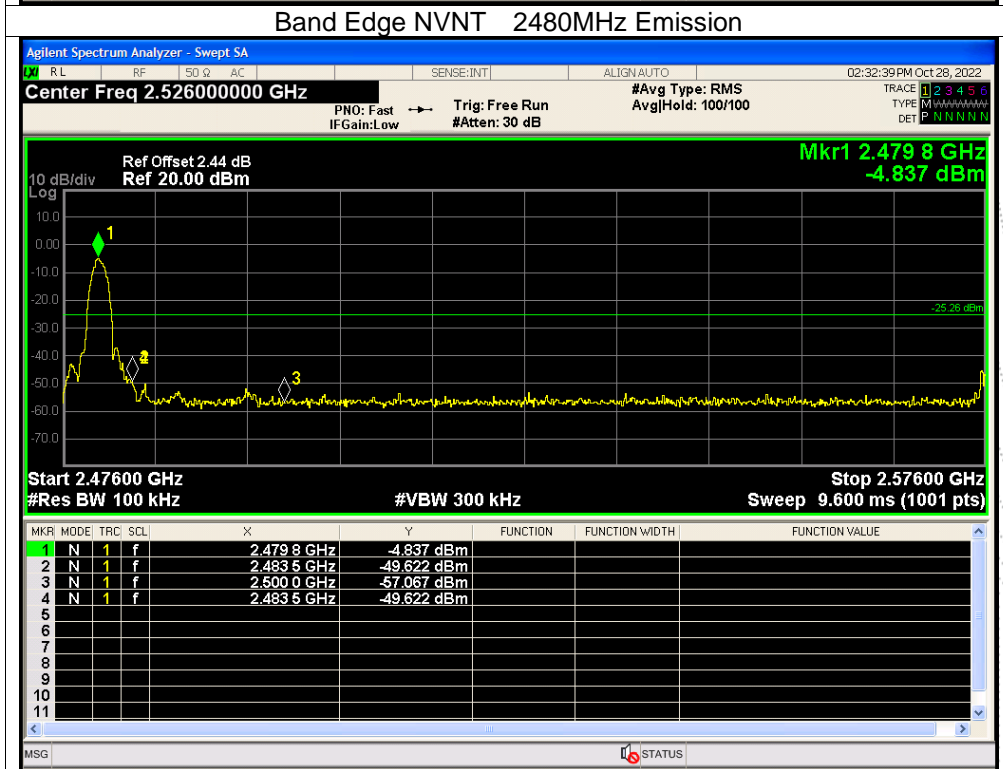 Band Edge NVNT 2480MHz Emission
Agilent Spectrum Analyzer - Swept SA
LXI RL RF 50 Ω AC SENSE:INT ALIGN AUTO 02:32:39 PM Oct 28, 2022
Center Freq 2.526000000 GHz #Avg Type: RMS TRACE 1 2 3 4 5 6
PNO: Fast Trig: Free Run Avg|Hold: 100/100 TYPE M
IFGain:Low #Atten: 30 dB DET P N N N N N
Mkr1 2.479 8 GHz
-4.837 dBm
Ref Offset 2.44 dB
10 dB/div Ref 20.00 dBm
Log
10.0
1
0.00
-10.0
-20.0
-25.26 dBm
-30.0
-40.0
-50.0
3
-60.0
-70.0
Start 2.47600 GHz Stop 2.57600 GHz
#Res BW 100 kHz #VBW 300 kHz Sweep 9.600 ms (1001 pts)
MKR MODE TRC SCL X Y FUNCTION FUNCTION WIDTH FUNCTION VALUE
1 N 1 f 2.479 8 GHz -4.837 dBm
2 N 1 f 2.483 5 GHz -49.622 dBm
3 N 1 f 2.500 0 GHz -57.067 dBm
4 N 1 f 2.483 5 GHz -49.622 dBm
5
6
7
8
9
10
11
MSG STATUS